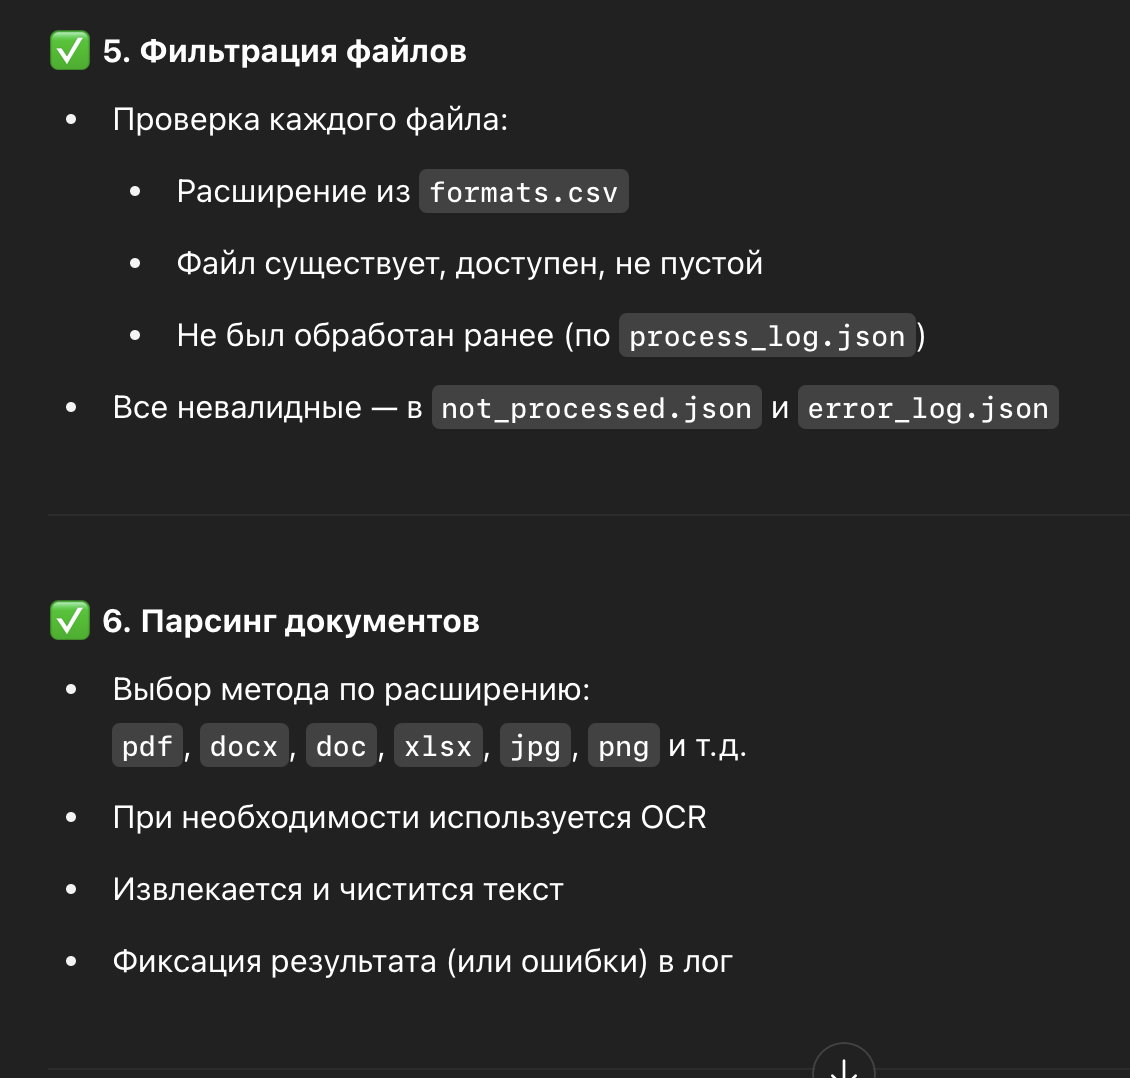 ✅ 5. Фильтрация файлов
• Проверка каждого файла:
• Расширение из formats.csv
• Файл существует, доступен, не пустой
• Не был обработан ранее (по process_log.json)
• Все невалидные — в not_processed.json и error_log.json
✅ 6. Парсинг документов
• Выбор метода по расширению:
pdf, docx, doc, xlsx, jpg, png и т.д.
• При необходимости используется OCR
• Извлекается и чистится текст
• Фиксация результата (или ошибки) в лог